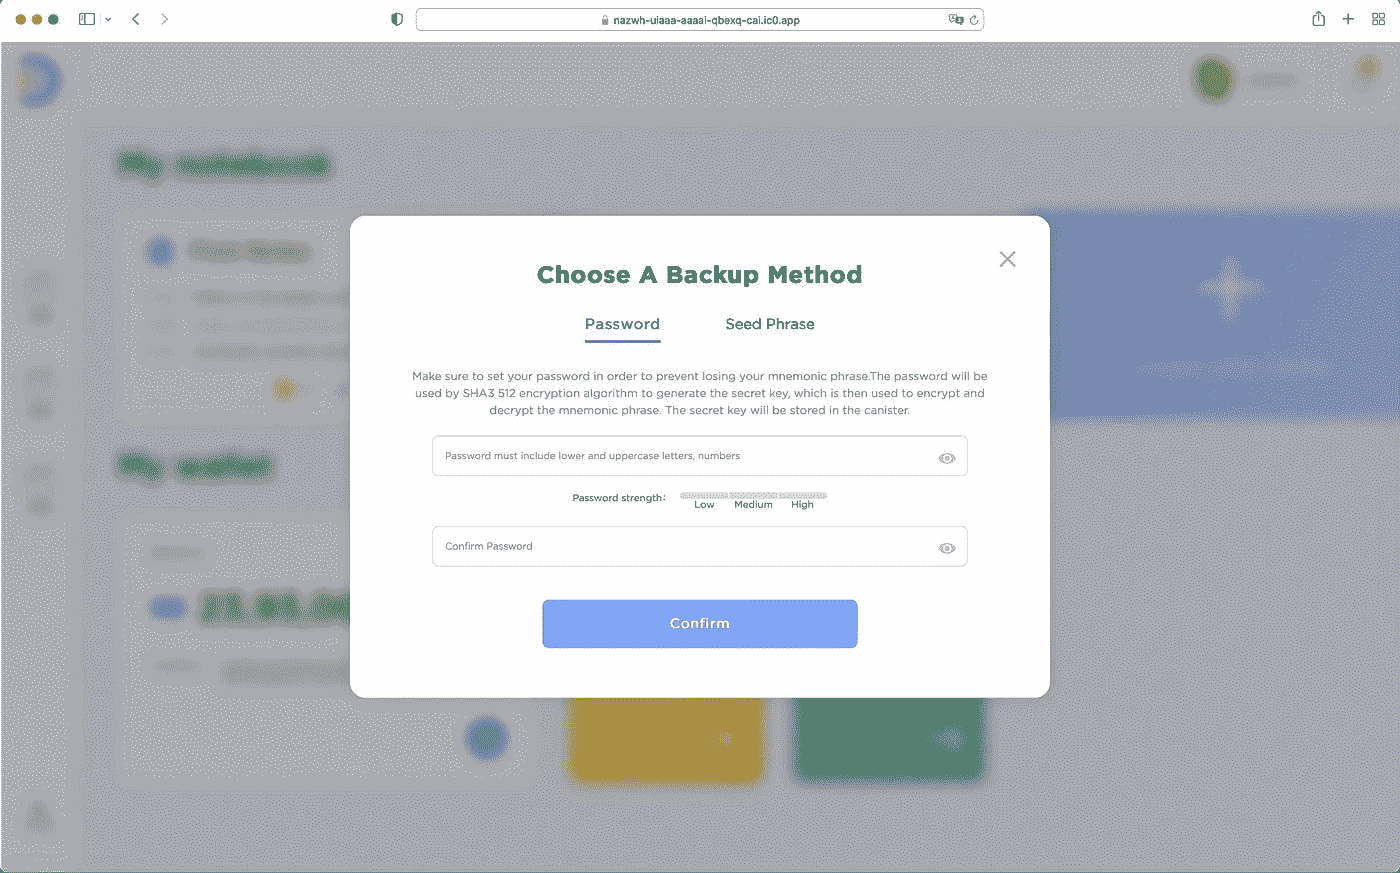 nazwh-uiaaa-aaaai-qbexq-cai.ic0.app
Choose A Backup Method
Password
Seed Phrase
Make sure to set your password in order to prevent losing your mnemonic phrase.The password will be
used by SHA3 512 encryption algorithm to generate the secret key, which is then used to encrypt and
decrypt the mnemonic phrase. The secret key will be stored in the canister.
Password must include lower and uppercase letters, numbers
Password strength:
Low Medium High
Confirm Password
Confirm